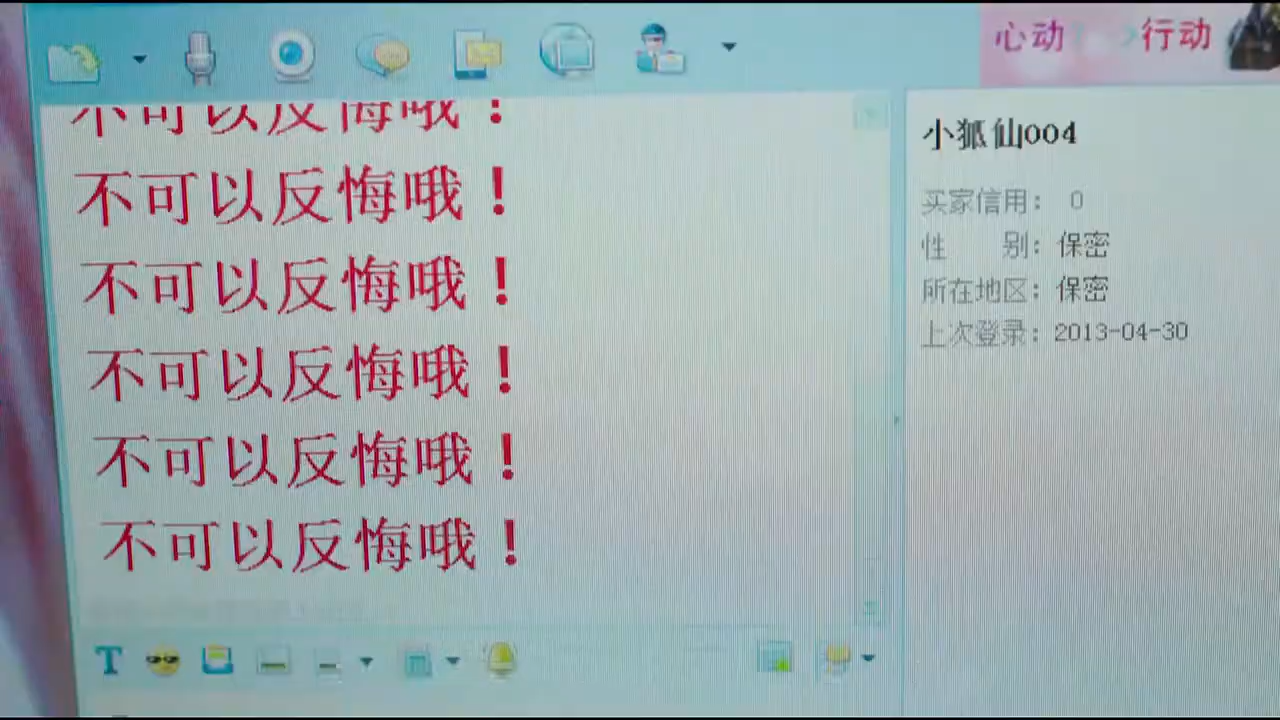 心动 行动
不可以反悔哦！
不可以反悔哦！
不可以反悔哦！
不可以反悔哦！
不可以反悔哦！
不可以反悔哦！
小狐仙004
买家信用： 0
性 别：保密
所在地区：保密
上次登录：2013-04-30
T